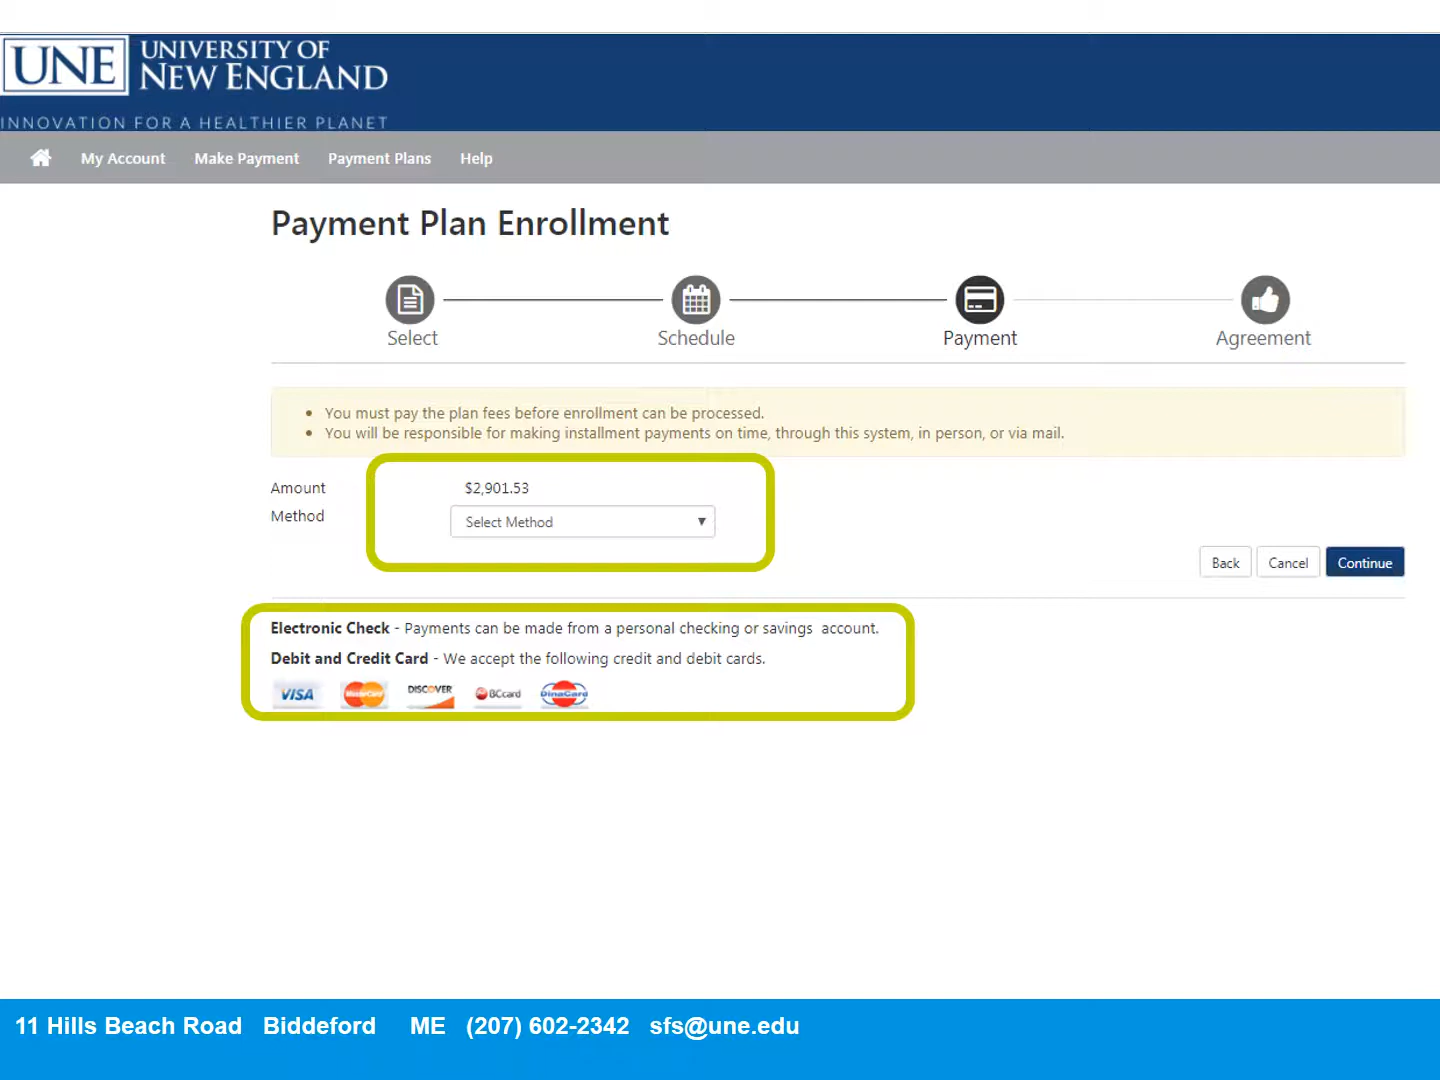 UNE UNIVERSITY OF
NEW ENGLAND
INNOVATION FOR A HEALTHIER PLANET
My Account Make Payment Payment Plans Help
Payment Plan Enrollment
Select Schedule Payment Agreement
You must pay the plan fees before enrollment can be processed.
You will be responsible for making installment payments on time, through this system, in person, or via mail.
Amount $2,901.53
Method Select Method
Back Cancel Continue
Electronic Check - Payments can be made from a personal checking or savings account.
Debit and Credit Card - We accept the following credit and debit cards.
VISA MasterCard DISCOVER BCcard DinaCard
11 Hills Beach Road Biddeford ME (207) 602-2342 sfs@une.edu